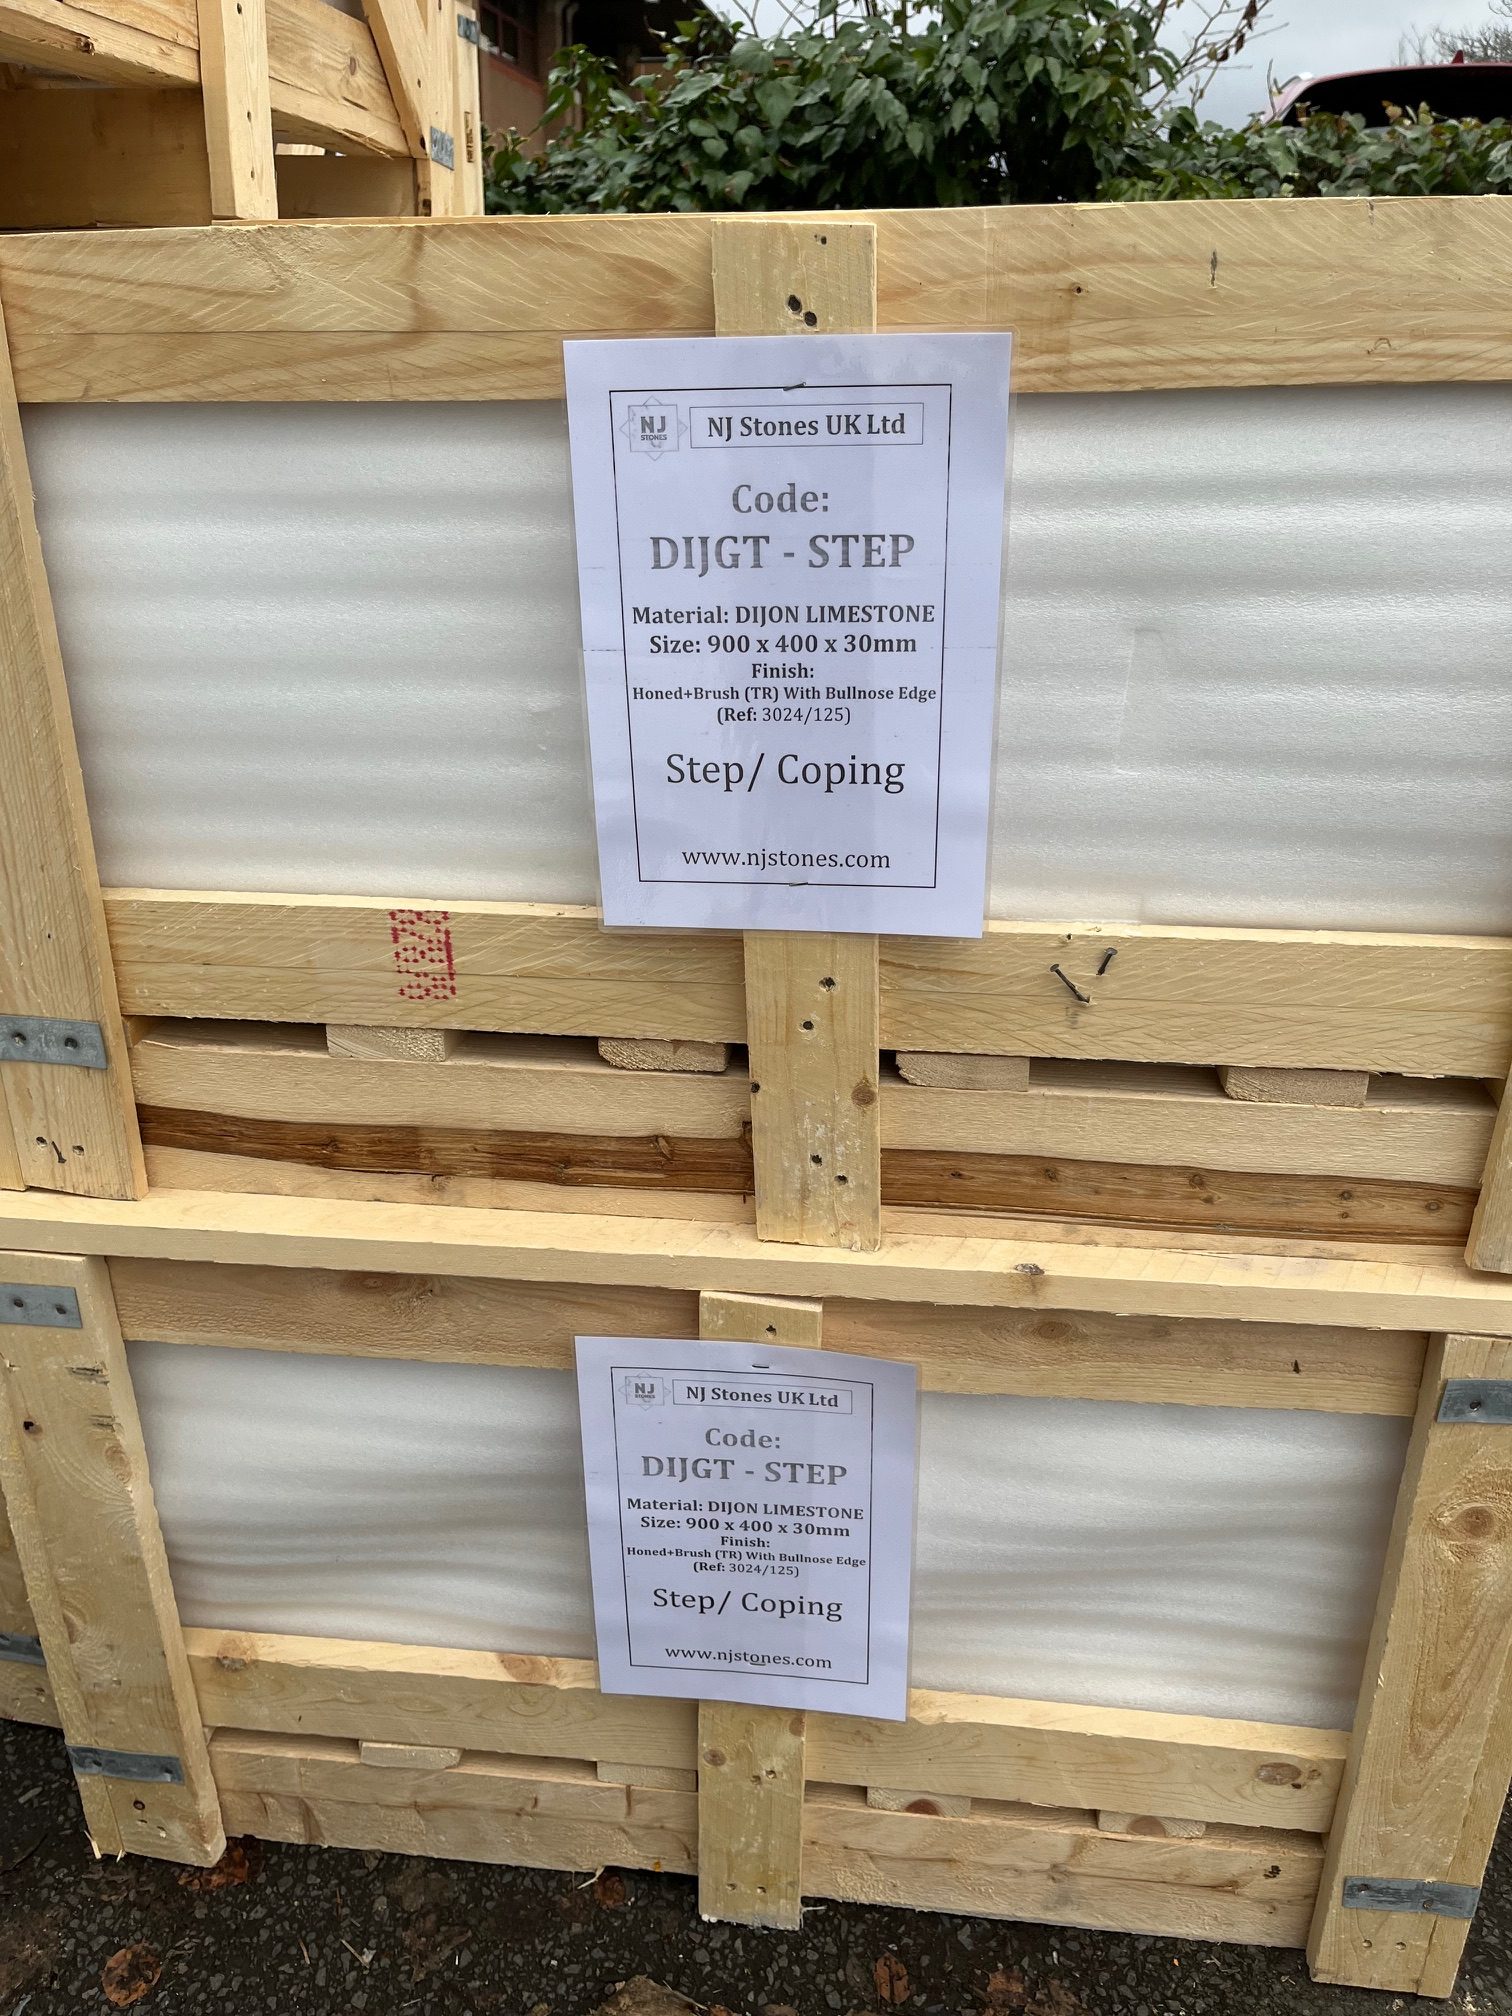 NJ
STONES
NJ Stones UK Ltd
Code:
DIJGT - STEP
Material: DIJON LIMESTONE
Size: 900 x 400 x 30mm
Finish:
Honed+Brush (TR) With Bullnose Edge
(Ref: 3024/125)
Step/ Coping
www.njstones.com
NJ
STONES
NJ Stones UK Ltd
Code:
DIJGT - STEP
Material: DIJON LIMESTONE
Size: 900 x 400 x 30mm
Finish:
Honed+Brush (TR) With Bullnose Edge
(Ref: 3024/125)
Step/ Coping
www.njstones.com